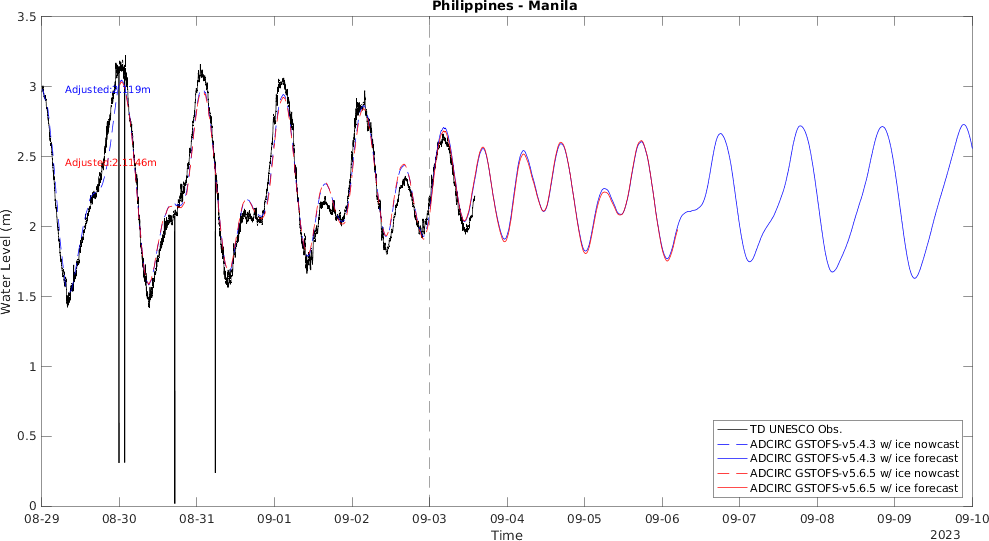 Philippines - Manila
3.5
3
2.5
2
1.5
1
0.5
0
Water Level (m)
Adjusted:2.119m
Adjusted:2.1146m
TD UNESCO Obs.
ADCIRC GSTOFS-v5.4.3 w/ ice nowcast
ADCIRC GSTOFS-v5.4.3 w/ ice forecast
ADCIRC GSTOFS-v5.6.5 w/ ice nowcast
ADCIRC GSTOFS-v5.6.5 w/ ice forecast
08-29 08-30 08-31 09-01 09-02 09-03 09-04 09-05 09-06 09-07 09-08 09-09 09-10
Time
2023